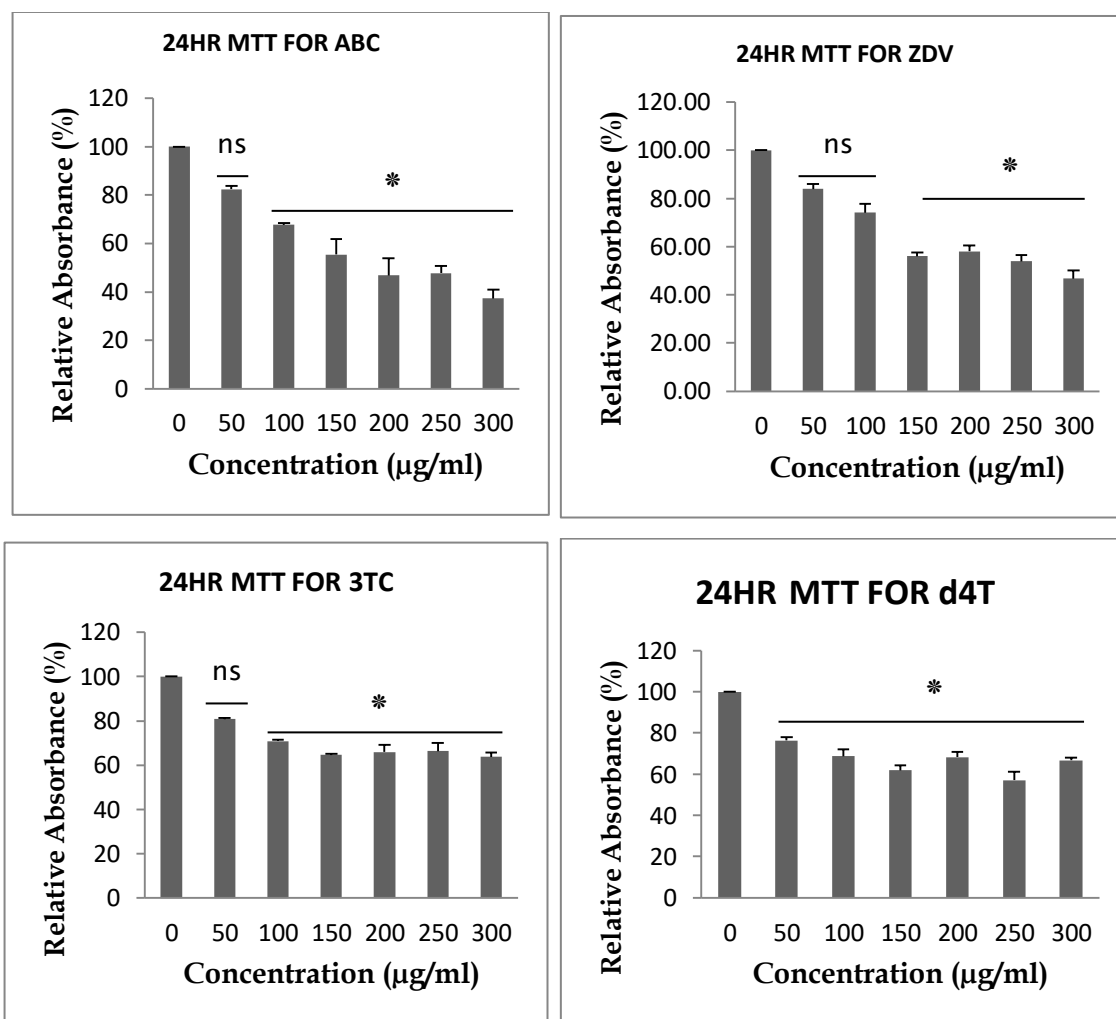 24HR MTT FOR ABC
Relative Absorbance (%)
120
100
80
60
40
20
0
ns
*
0 50 100 150 200 250 300
Concentration (µg/ml)
24HR MTT FOR ZDV
Relative Absorbance (%)
120.00
100.00
80.00
60.00
40.00
20.00
0.00
ns
*
0 50 100 150 200 250 300
Concentration (µg/ml)
24HR MTT FOR 3TC
Relative Absorbance (%)
120
100
80
60
40
20
0
ns
*
0 50 100 150 200 250 300
Concentration (µg/ml)
24HR MTT FOR d4T
Relative Absorbance (%)
120
100
80
60
40
20
0
*
0 50 100 150 200 250 300
Concentration (µg/ml)